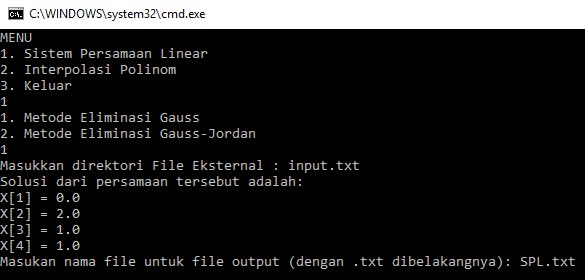 C:\WINDOWS\system32\cmd.exe
MENU
1. Sistem Persamaan Linear
2. Interpolasi Polinom
3. Keluar
1
1. Metode Eliminasi Gauss
2. Metode Eliminasi Gauss-Jordan
1
Masukkan direktori File Eksternal : input.txt
Solusi dari persamaan tersebut adalah:
X[1] = 0.0
X[2] = 2.0
X[3] = 1.0
X[4] = 1.0
Masukan nama file untuk file output (dengan .txt dibelakangnya): SPL.txt